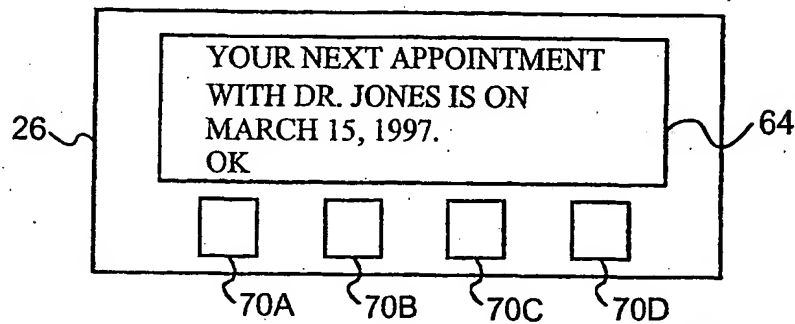 YOUR NEXT APPOINTMENT
WITH DR. JONES IS ON
MARCH 15, 1997.
OK
26
64
70A 70B 70C 70D